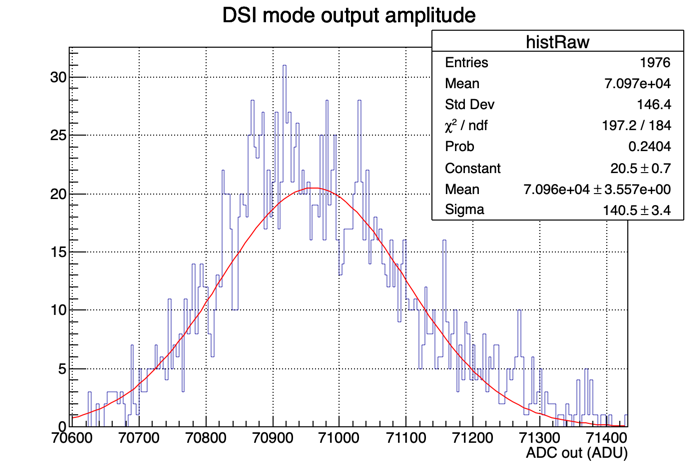 DSI mode output amplitude
histRaw
Entries 1976
Mean 7.097e+04
Std Dev 146.4
χ² / ndf 197.2 / 184
Prob 0.2404
Constant 20.5 ± 0.7
Mean 7.096e+04 ± 3.557e+00
Sigma 140.5 ± 3.4
30
25
20
15
10
5
0
70600 70700 70800 70900 71000 71100 71200 71300 71400
ADC out (ADU)